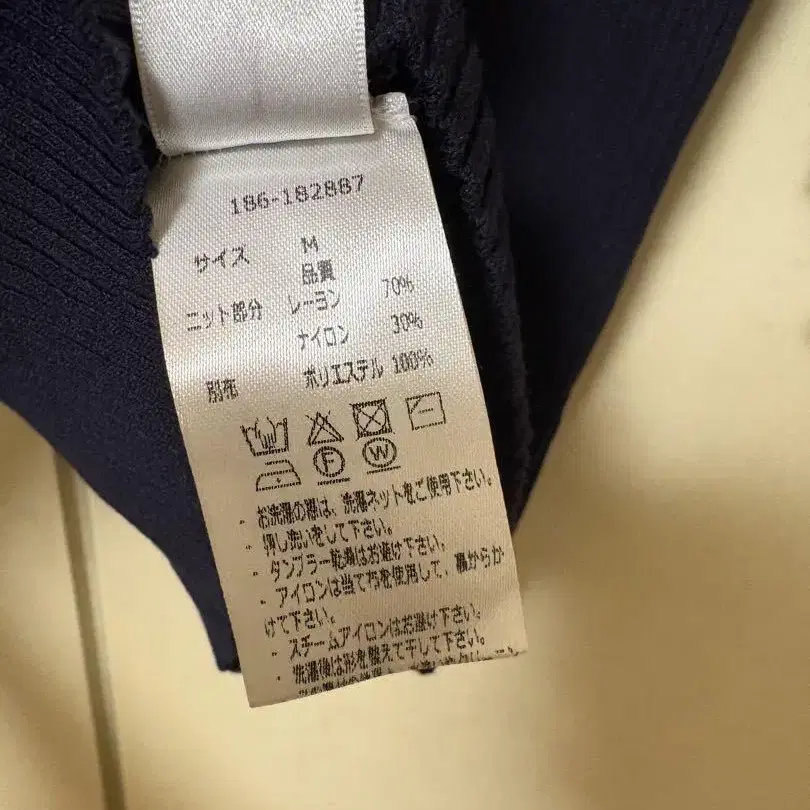 186-182887
サイズ M
品質
ニット部分 レーヨン 70%
ナイロン 30%
別布 ポリエステル 100%
F W
・お洗濯の際は、洗濯ネットをご使用下さい。
・押し洗いをして下さい。
・タンブラー乾燥はお避け下さい。
・アイロンは当て布を使用して、裏からか
けて下さい。
・スチームアイロンはお避け下さい。
・洗濯後は形を整えて干して下さい。